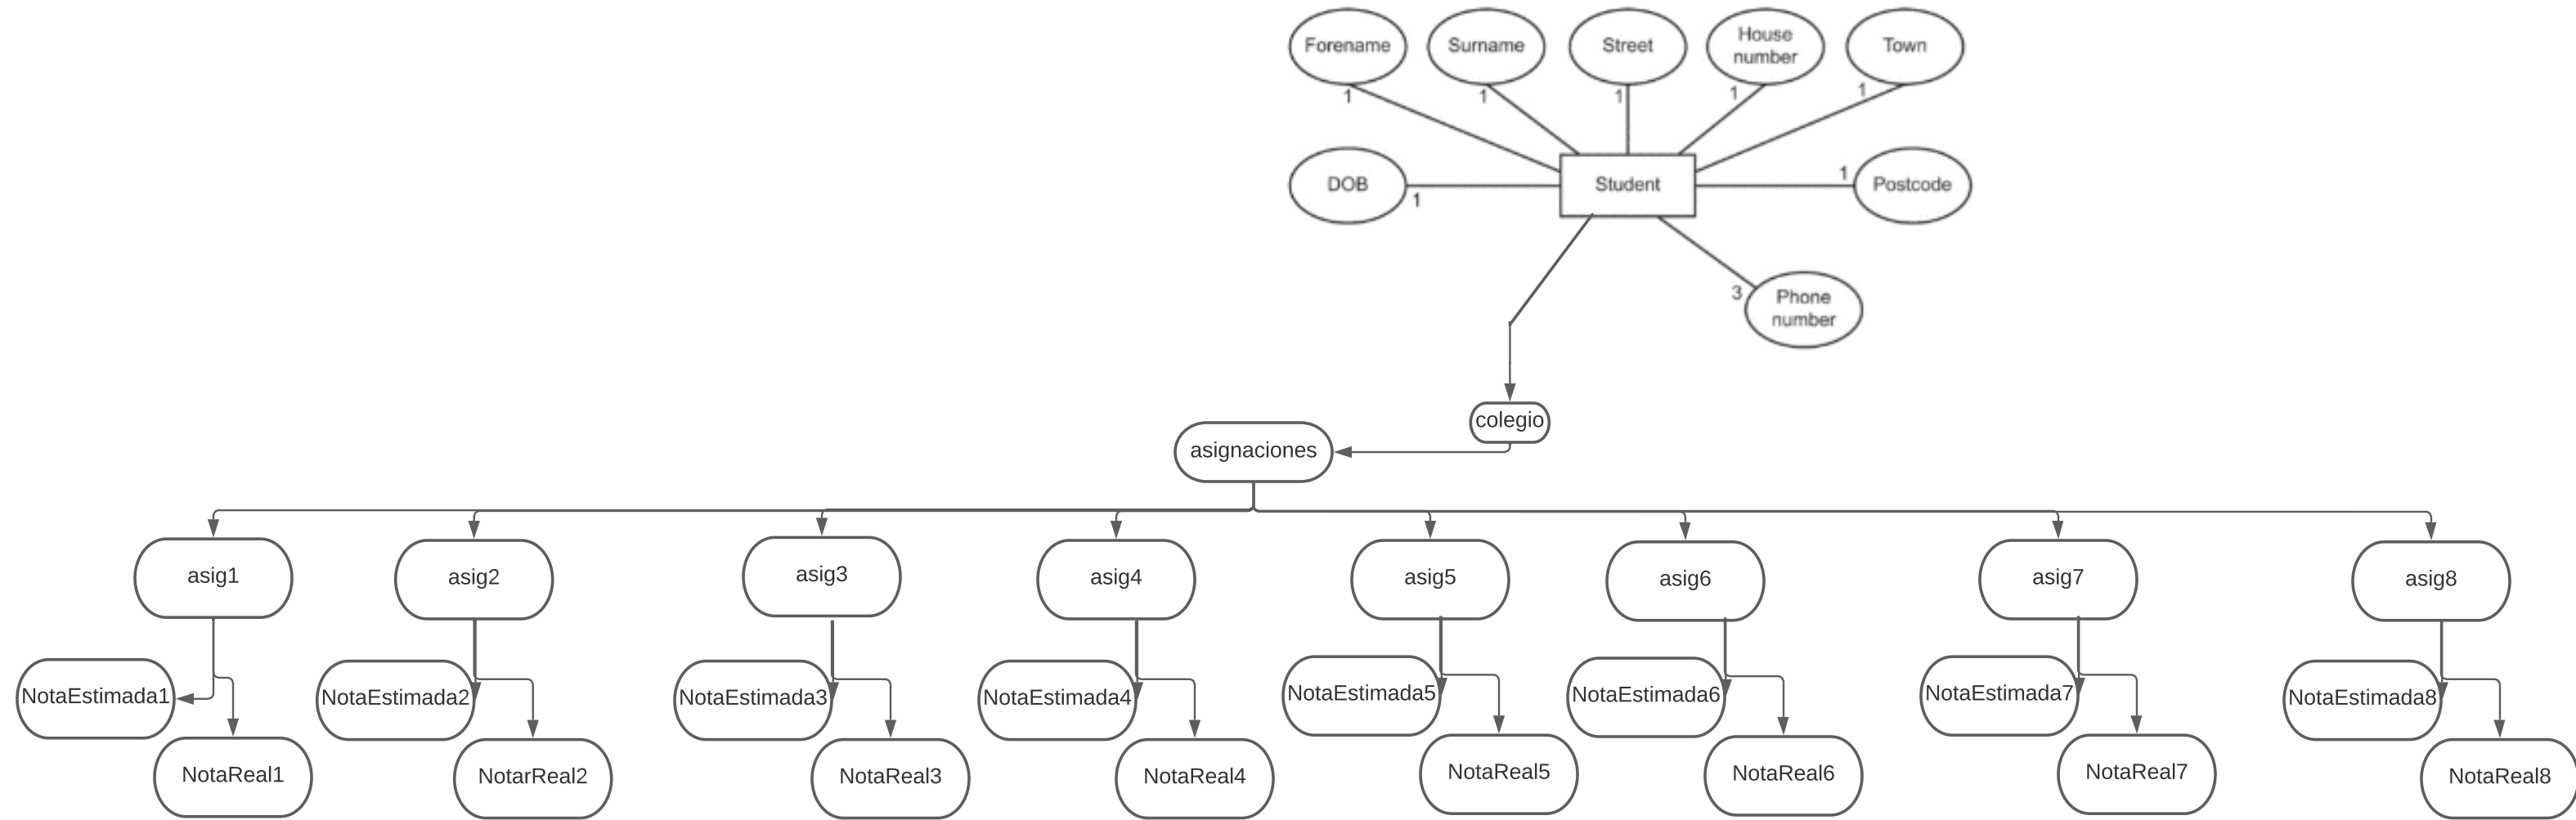 Forename
Surname
Street
House
number
Town
1
1
1
1
1
DOB
1
Student
1
Postcode
3
Phone
number
colegio
asignaciones
asig1
asig2
asig3
asig4
asig5
asig6
asig7
asig8
NotaEstimada1
NotaEstimada2
NotaEstimada3
NotaEstimada4
NotaEstimada5
NotaEstimada6
NotaEstimada7
NotaEstimada8
NotaReal1
NotarReal2
NotaReal3
NotaReal4
NotaReal5
NotaReal6
NotaReal7
NotaReal8